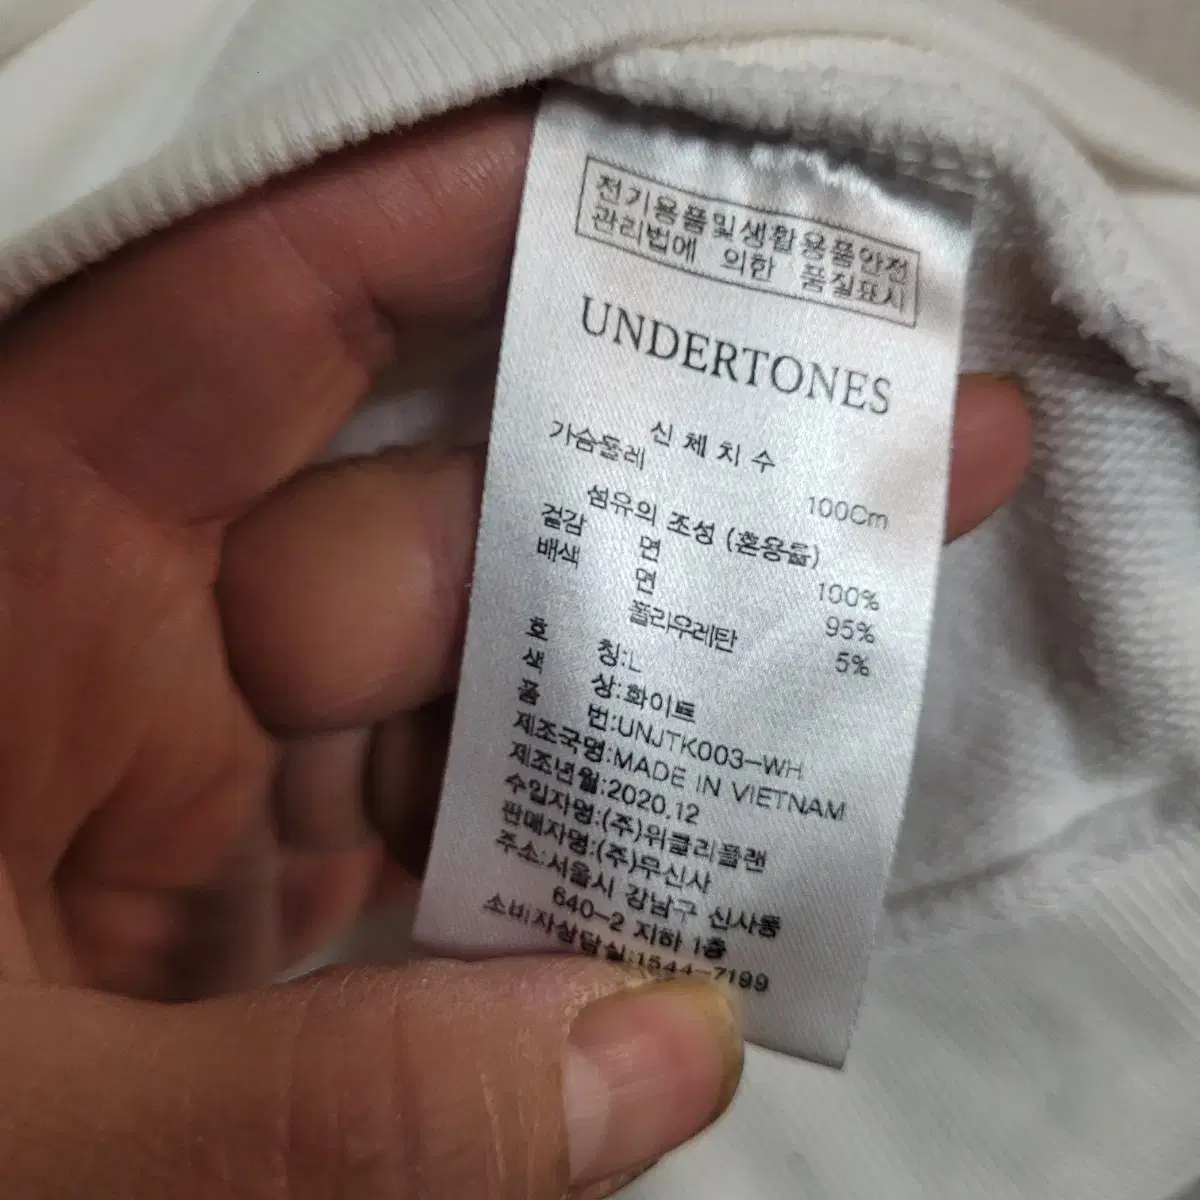 전기용품및생활용품안전
관리법에 의한 품질표시
UNDERTONES
신 체 치 수
가슴둘레 100Cm
섬유의 조성 (혼용율)
겉감 면 100%
배색 면 95%
폴리우레탄 5%
호 칭:L
색 상:화이트
품 번:UNJTK003-WH
제조국명:MADE IN VIETNAM
제조년월:2020.12
수입자명:(주)위클리플랜
판매자명:(주)무신사
주소:서울시 강남구 신사동
640-2 지하 1층
소비자상담실:1544-7199